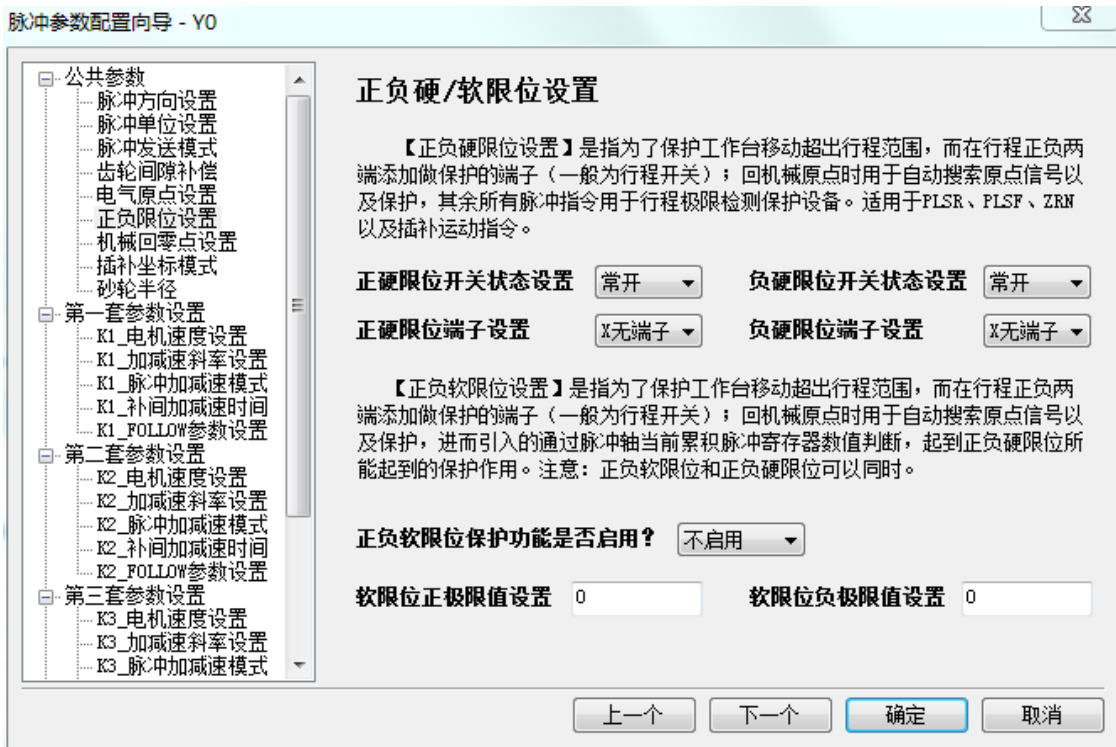 脉冲参数配置向导 - Y0
公共参数
脉冲方向设置
脉冲单位设置
脉冲发送模式
齿轮间隙补偿
电气原点设置
正负限位设置
机械回零点设置
插补坐标模式
砂轮半径
第一套参数设置
K1_电机速度设置
K1_加减速斜率设置
K1_脉冲加减速模式
K1_补间加减速时间
K1_FOLLOW参数设置
第二套参数设置
K2_电机速度设置
K2_加减速斜率设置
K2_脉冲加减速模式
K2_补间加减速时间
K2_FOLLOW参数设置
第三套参数设置
K3_电机速度设置
K3_加减速斜率设置
K3_脉冲加减速模式
正负硬/软限位设置
【正负硬限位设置】是指为了保护工作台移动超出行程范围，而在行程正负两
端添加做保护的端子（一般为行程开关）；回机械原点时用于自动搜索原点信号以
及保护，其余所有脉冲指令用于行程极限检测保护设备。适用于PLSR、PLSF、ZRN
以及插补运动指令。
正硬限位开关状态设置 常开 负硬限位开关状态设置 常开
正硬限位端子设置 X无端子 负硬限位端子设置 X无端子
【正负软限位设置】是指为了保护工作台移动超出行程范围，而在行程正负两
端添加做保护的端子（一般为行程开关）；回机械原点时用于自动搜索原点信号以
及保护，进而引入的通过脉冲轴当前累积脉冲寄存器数值判断，起到正负硬限位所
能起到的保护作用。注意：正负软限位和正负硬限位可以同时。
正负软限位保护功能是否启用？ 不启用
软限位正极限值设置 0 软限位负极限值设置 0
上一个 下一个 确定 取消